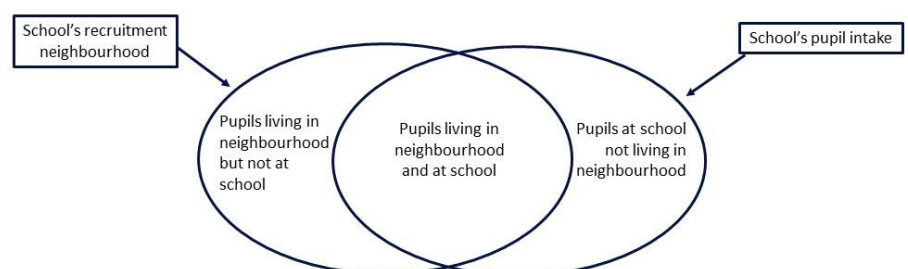 School's recruitment
neighbourhood
School's pupil intake
Pupils living in
neighbourhood
but not at
school
Pupils living in
neighbourhood
and at school
Pupils at school
not living in
neighbourhood